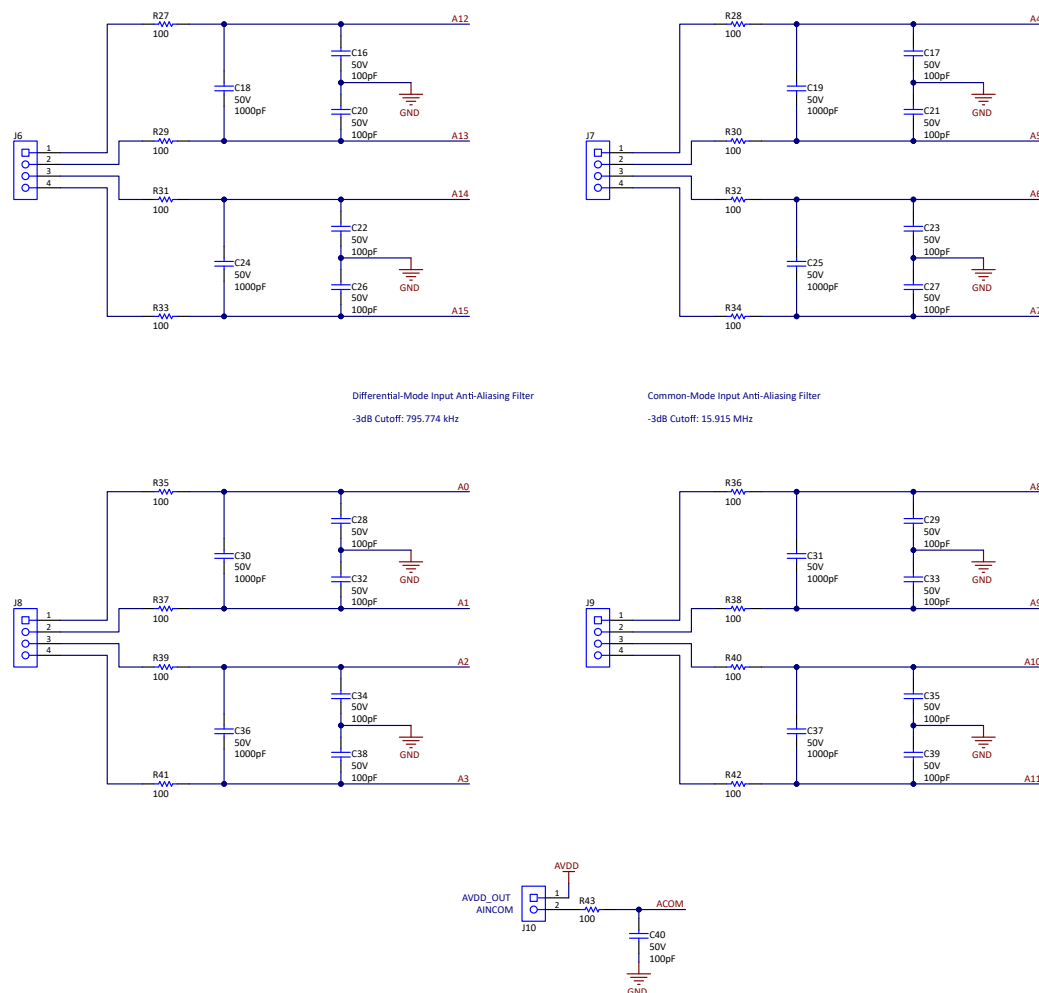 R27
100
A12
C16
50V
100pF
C18
50V
1000pF
GND
C20
50V
100pF
R29
100
A13
J6
1
2
3
4
R31
100
A14
C22
50V
100pF
C24
50V
1000pF
GND
C26
50V
100pF
R33
100
A15
R28
100
A4
C17
50V
100pF
C19
50V
1000pF
GND
C21
50V
100pF
R30
100
A5
J7
1
2
3
4
R32
100
A6
C23
50V
100pF
C25
50V
1000pF
GND
C27
50V
100pF
R34
100
A7
Differential-Mode Input Anti-Aliasing Filter
-3dB Cutoff: 795.774 kHz
Common-Mode Input Anti-Aliasing Filter
-3dB Cutoff: 15.915 MHz
R35
100
A0
C28
50V
100pF
C30
50V
1000pF
GND
C32
50V
100pF
R37
100
A1
J8
1
2
3
4
R39
100
A2
C34
50V
100pF
C36
50V
1000pF
GND
C38
50V
100pF
R41
100
A3
R36
100
A8
C29
50V
100pF
C31
50V
1000pF
GND
C33
50V
100pF
R38
100
A9
J9
1
2
3
4
R40
100
A10
C35
50V
100pF
C37
50V
1000pF
GND
C39
50V
100pF
R42
100
A11
AVDD
AVDD_OUT
1
AINCOM
2
J10
R43
100
ACOM
C40
50V
100pF
GND